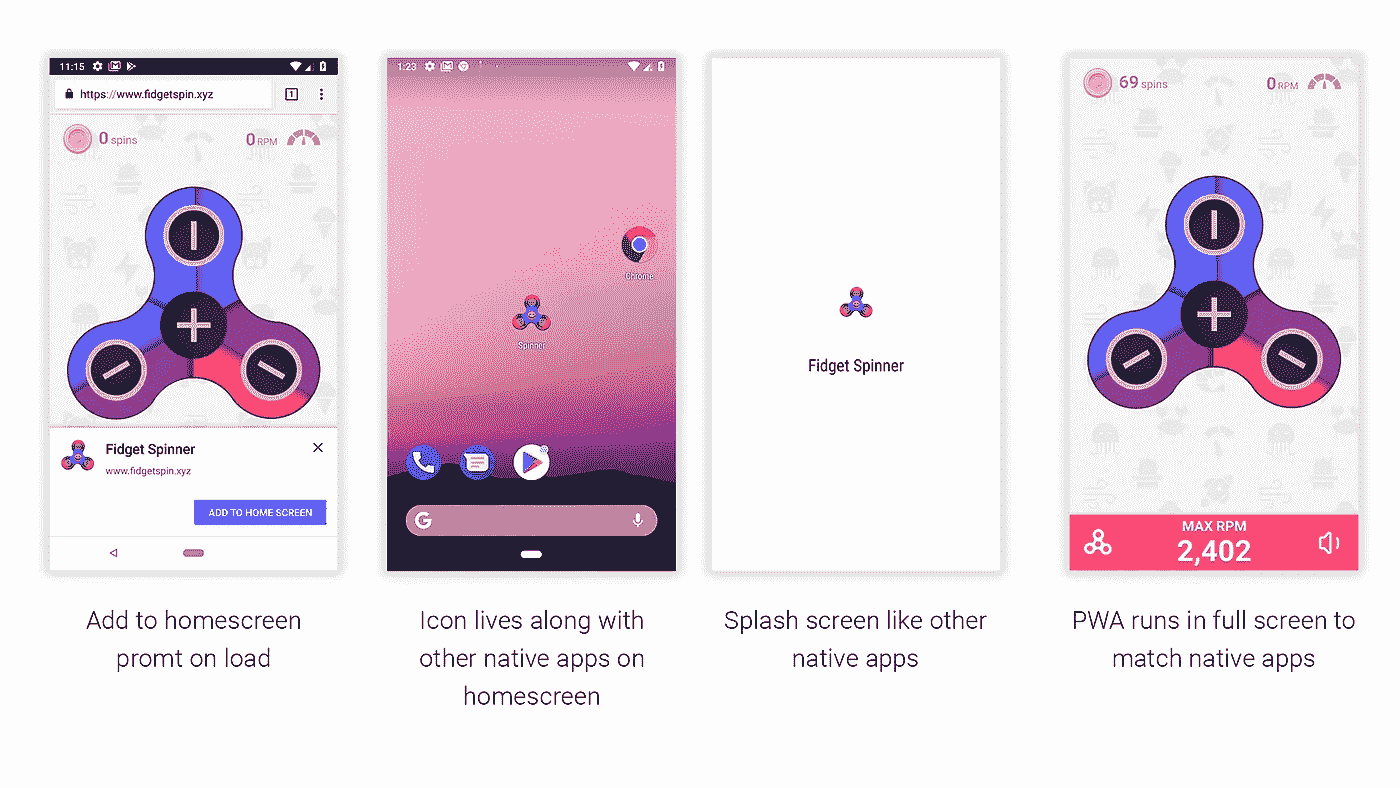 11:15
https://www.fidgetspin.xyz
1
0 spins
0 RPM
Fidget Spinner
www.fidgetspin.xyz
ADD TO HOME SCREEN
Add to homescreen
promt on load
1:23
Chrome
Spinner
G
Icon lives along with
other native apps on
homescreen
Fidget Spinner
Splash screen like other
native apps
69 spins
0 RPM
MAX RPM
2,402
PWA runs in full screen to
match native apps